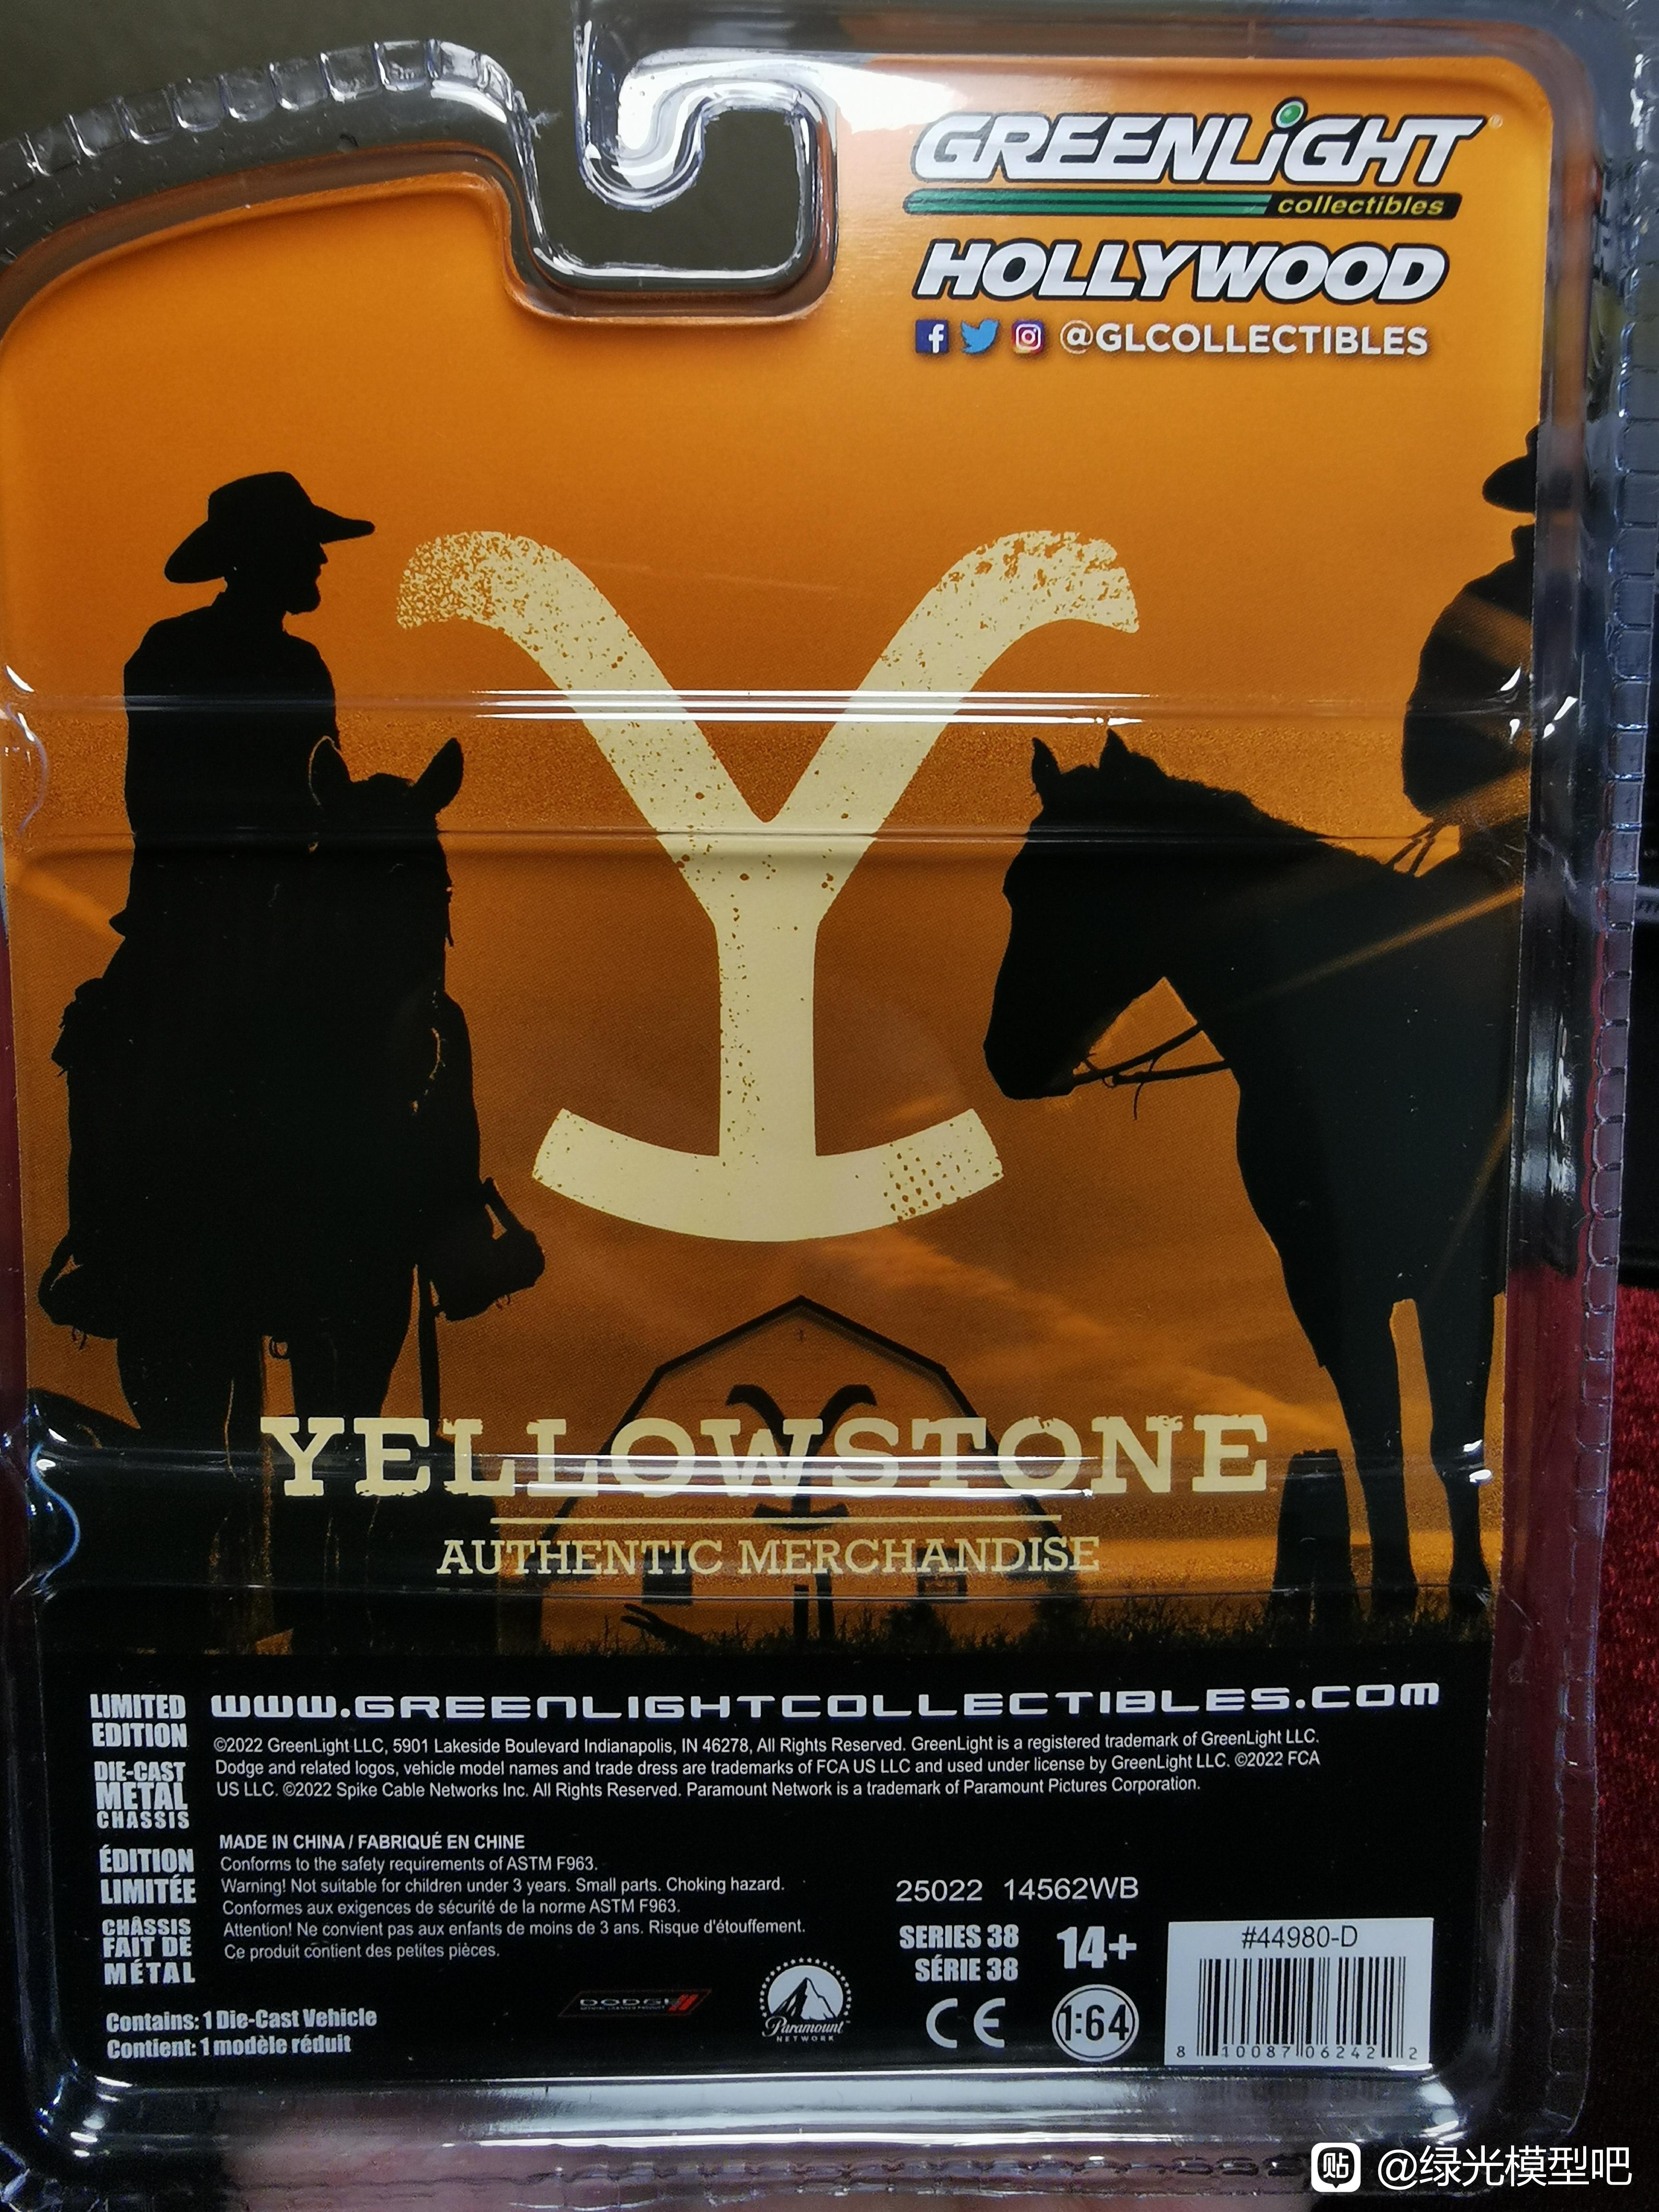 GREENLiGHT®
collectibles
HOLLYWOOD
@GLCOLLECTIBLES
YELLOWSTONE
AUTHENTIC MERCHANDISE
LIMITED
EDITION
DIE-CAST
METAL
CHASSIS
ÉDITION
LIMITÉE
CHÂSSIS
FAIT DE
MÉTAL
WWW.GREENLIGHTCOLLECTIBLES.COM
©2022 GreenLight LLC, 5901 Lakeside Boulevard Indianapolis, IN 46278, All Rights Reserved. GreenLight is a registered trademark of GreenLight LLC.
Dodge and related logos, vehicle model names and trade dress are trademarks of FCA US LLC and used under license by GreenLight LLC. ©2022 FCA
US LLC. ©2022 Spike Cable Networks Inc. All Rights Reserved. Paramount Network is a trademark of Paramount Pictures Corporation.
MADE IN CHINA / FABRIQUÉ EN CHINE
Conforms to the safety requirements of ASTM F963.
Warning! Not suitable for children under 3 years. Small parts. Choking hazard.
Conformes aux exigences de sécurité de la norme ASTM F963.
Attention! Ne convient pas aux enfants de moins de 3 ans. Risque d'étouffement.
Ce produit contient des petites pièces.
Contains: 1 Die-Cast Vehicle
Contient: 1 modèle réduit
DODGE
Paramount
NETWORK
25022 14562WB
SERIES 38
SÉRIE 38
14+
CE
1:64
#44980-D
8 10087 06242 2
贴 @绿光模型吧